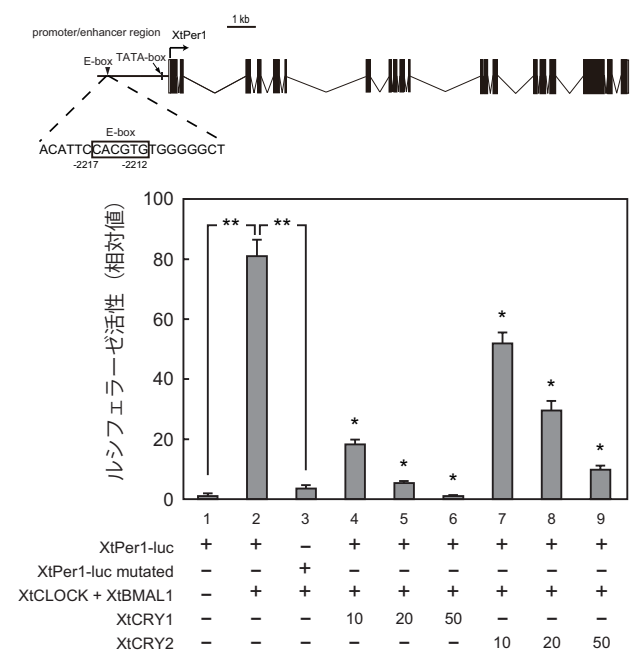 1 kb
promoter/enhancer region
XtPer1
E-box
TATA-box
E-box
ACATTCCACGTGTGGGGGCT
-2217
-2212
ルシフェラーゼ活性（相対値）
100
80
60
40
20
0
** **
*
*
*
*
*
*
1 2 3 4 5 6 7 8 9
XtPer1-luc + + − + + + + + +
XtPer1-luc mutated − − + − − − − − −
XtCLOCK + XtBMAL1 − + + + + + + + +
XtCRY1 − − − 10 20 50 − − −
XtCRY2 − − − − − − 10 20 50